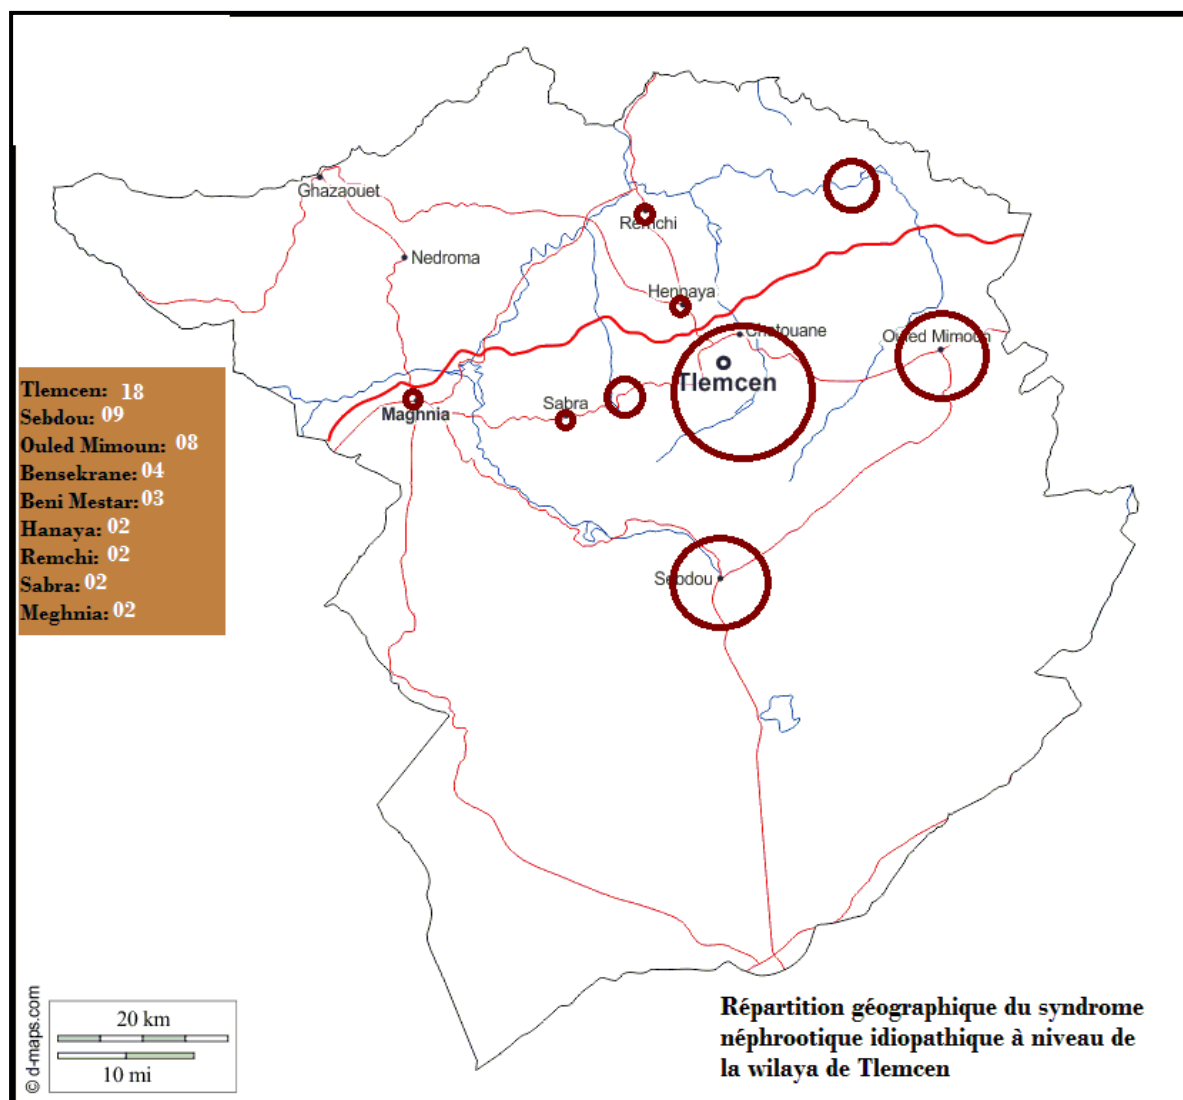 Ghazaouet
Remchi
Nedroma
Hennaya
Chetouane
Ouled Mimoun
Tlemcen
Sabra
Maghnia
Sebdou
Tlemcen: 18
Sebdou: 09
Ouled Mimoun: 08
Bensekrane: 04
Beni Mestar: 03
Hanaya: 02
Remchi: 02
Sabra: 02
Meghnia: 02
© d-maps.com
20 km
10 mi
Répartition géographique du syndrome
néphrootique idiopathique à niveau de
la wilaya de Tlemcen